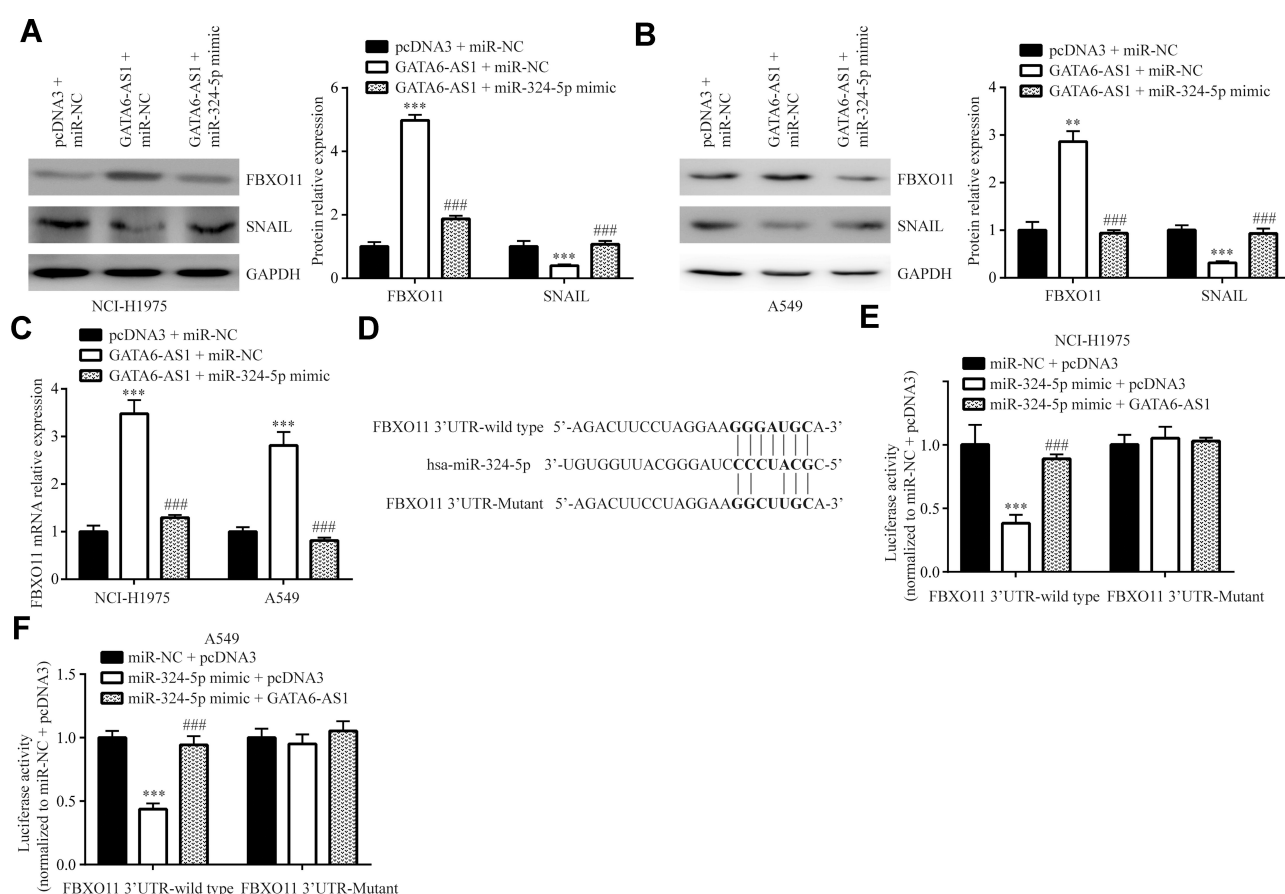 A
pcDNA3 +
miR-NC
GATA6-AS1 +
miR-NC
GATA6-AS1 +
miR-324-5p mimic
FBXO11
SNAIL
GAPDH
NCI-H1975
pcDNA3 + miR-NC
GATA6-AS1 + miR-NC
GATA6-AS1 + miR-324-5p mimic
Protein relative expression
6
4
2
0
***
###
***
###
FBXO11
SNAIL
B
pcDNA3 +
miR-NC
GATA6-AS1 +
miR-NC
GATA6-AS1 +
miR-324-5p mimic
FBXO11
SNAIL
GAPDH
A549
pcDNA3 + miR-NC
GATA6-AS1 + miR-NC
GATA6-AS1 + miR-324-5p mimic
Protein relative expression
4
3
2
1
0
**
###
***
###
FBXO11
SNAIL
C
pcDNA3 + miR-NC
GATA6-AS1 + miR-NC
GATA6-AS1 + miR-324-5p mimic
FBXO11 mRNA relative expression
4
3
2
1
0
***
###
***
###
NCI-H1975
A549
D
FBXO11 3’UTR-wild type 5’-AGACUUCCUAGGAAGGGAUGCA-3’
hsa-miR-324-5p 3’-UGUGGUUACGGGAUCCCCUACGC-5’
FBXO11 3’UTR-Mutant 5’-AGACUUCCUAGGAAGGCUUGCA-3’
E
NCI-H1975
miR-NC + pcDNA3
miR-324-5p mimic + pcDNA3
miR-324-5p mimic + GATA6-AS1
Luciferase activity
(normalized to miR-NC + pcDNA3)
1.0
0.5
0.0
***
###
FBXO11 3’UTR-wild type
FBXO11 3’UTR-Mutant
F
A549
miR-NC + pcDNA3
miR-324-5p mimic + pcDNA3
miR-324-5p mimic + GATA6-AS1
Luciferase activity
(normalized to miR-NC + pcDNA3)
1.5
1.0
0.5
0.0
***
###
FBXO11 3’UTR-wild type
FBXO11 3’UTR-Mutant